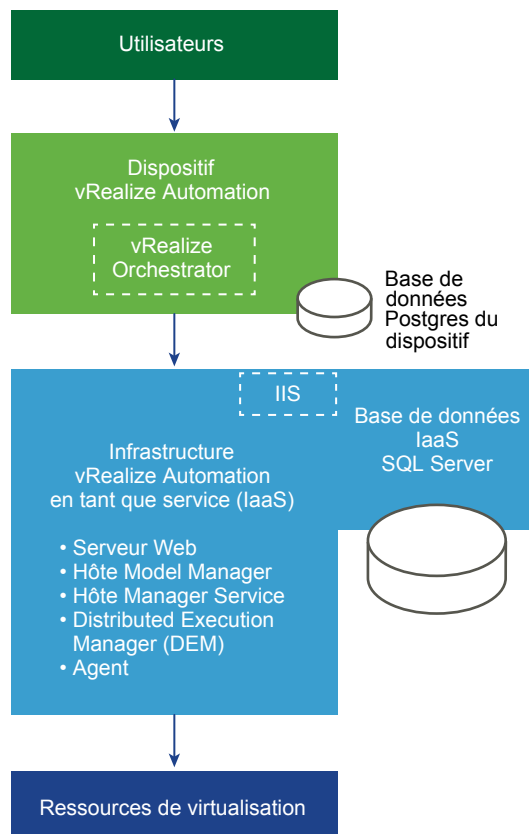 Utilisateurs
Dispositif
vRealize Automation
vRealize
Orchestrator
Base de
données
Postgres du
dispositif
IIS
Base de données
IaaS
SQL Server
Infrastructure
vRealize Automation
en tant que service (IaaS)
• Serveur Web
• Hôte Model Manager
• Hôte Manager Service
• Distributed Execution
Manager (DEM)
• Agent
Ressources de virtualisation